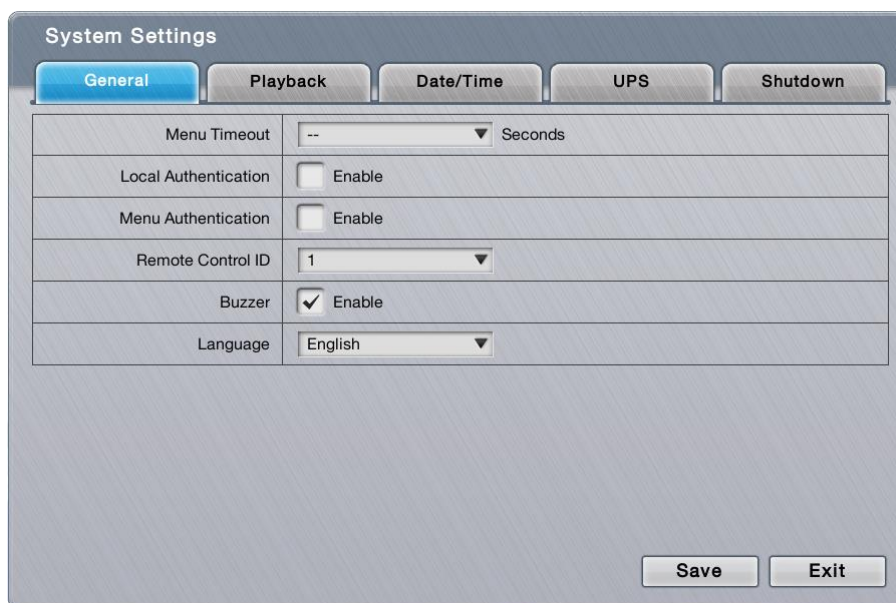 System Settings
General Playback Date/Time UPS Shutdown
Menu Timeout -- Seconds
Local Authentication Enable
Menu Authentication Enable
Remote Control ID 1
Buzzer Enable
Language English
Save Exit